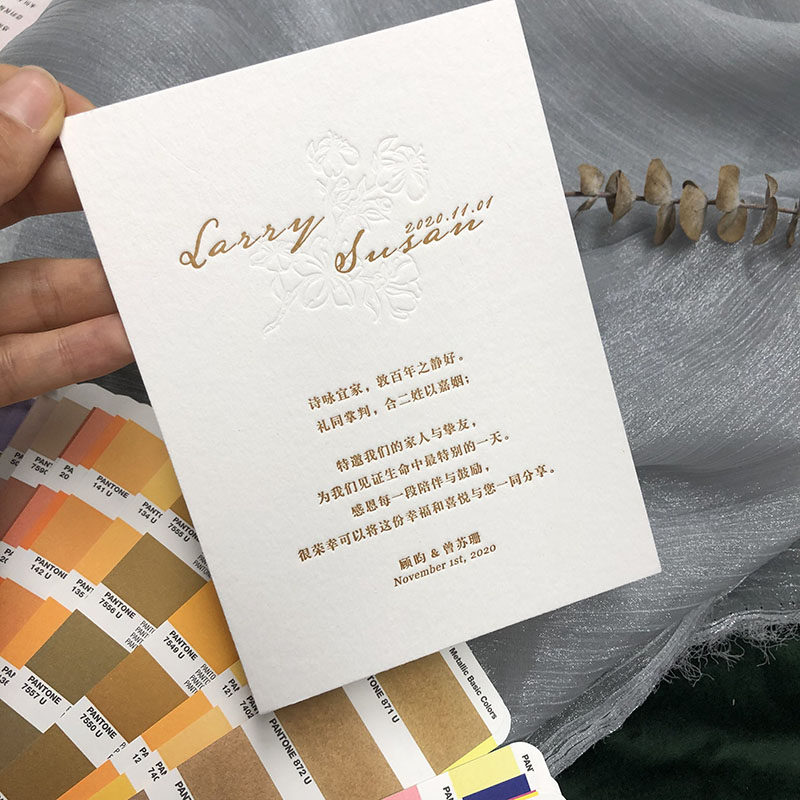 Larry
2020.11.01
Susan
诗咏宜家，敦百年之静好。
礼同掌判，合二姓以嘉姻；
特邀我们的家人与挚友，
为我们见证生命中最特别的一天。
感恩每一段陪伴与鼓励，
很荣幸可以将这份幸福和喜悦与您一同分享。
顾昀 & 曾苏珊
November 1st, 2020
PANTONE
141 U
PANTONE
134 U
PANTONE
142 U
PANTONE
135
PANTONE
7556 U
PANTONE
7549 U
PANTONE
7557 U
PANTONE
7550 U
PANTONE
871 U
PANTONE
872 U
Metallic Basic Colors